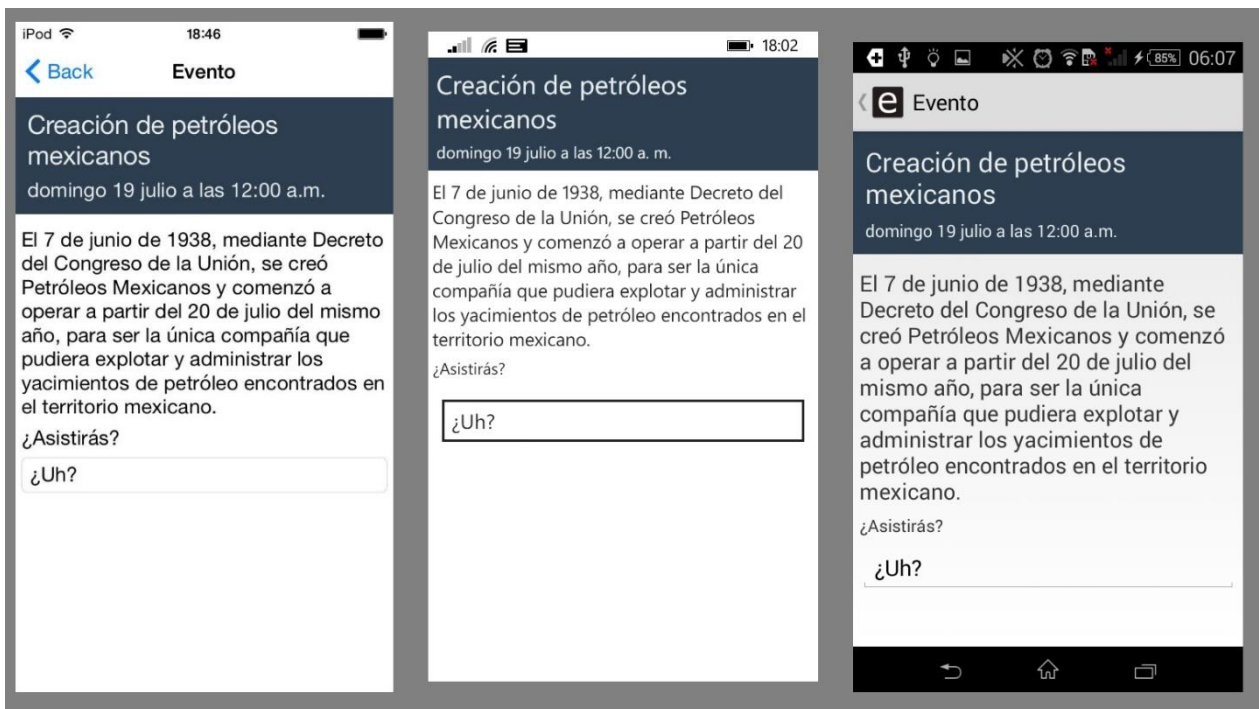 iPod 18:46
Back Evento
Creación de petróleos
mexicanos
domingo 19 julio a las 12:00 a.m.
El 7 de junio de 1938, mediante Decreto
del Congreso de la Unión, se creó
Petróleos Mexicanos y comenzó a
operar a partir del 20 de julio del mismo
año, para ser la única compañía que
pudiera explotar y administrar los
yacimientos de petróleo encontrados en
el territorio mexicano.
¿Asistirás?
¿Uh?
18:02
Creación de petróleos
mexicanos
domingo 19 julio a las 12:00 a. m.
El 7 de junio de 1938, mediante Decreto del
Congreso de la Unión, se creó Petróleos
Mexicanos y comenzó a operar a partir del 20
de julio del mismo año, para ser la única
compañía que pudiera explotar y administrar
los yacimientos de petróleo encontrados en el
territorio mexicano.
¿Asistirás?
¿Uh?
85% 06:07
e Evento
Creación de petróleos
mexicanos
domingo 19 julio a las 12:00 a.m.
El 7 de junio de 1938, mediante
Decreto del Congreso de la Unión, se
creó Petróleos Mexicanos y comenzó
a operar a partir del 20 de julio del
mismo año, para ser la única
compañía que pudiera explotar y
administrar los yacimientos de
petróleo encontrados en el territorio
mexicano.
¿Asistirás?
¿Uh?